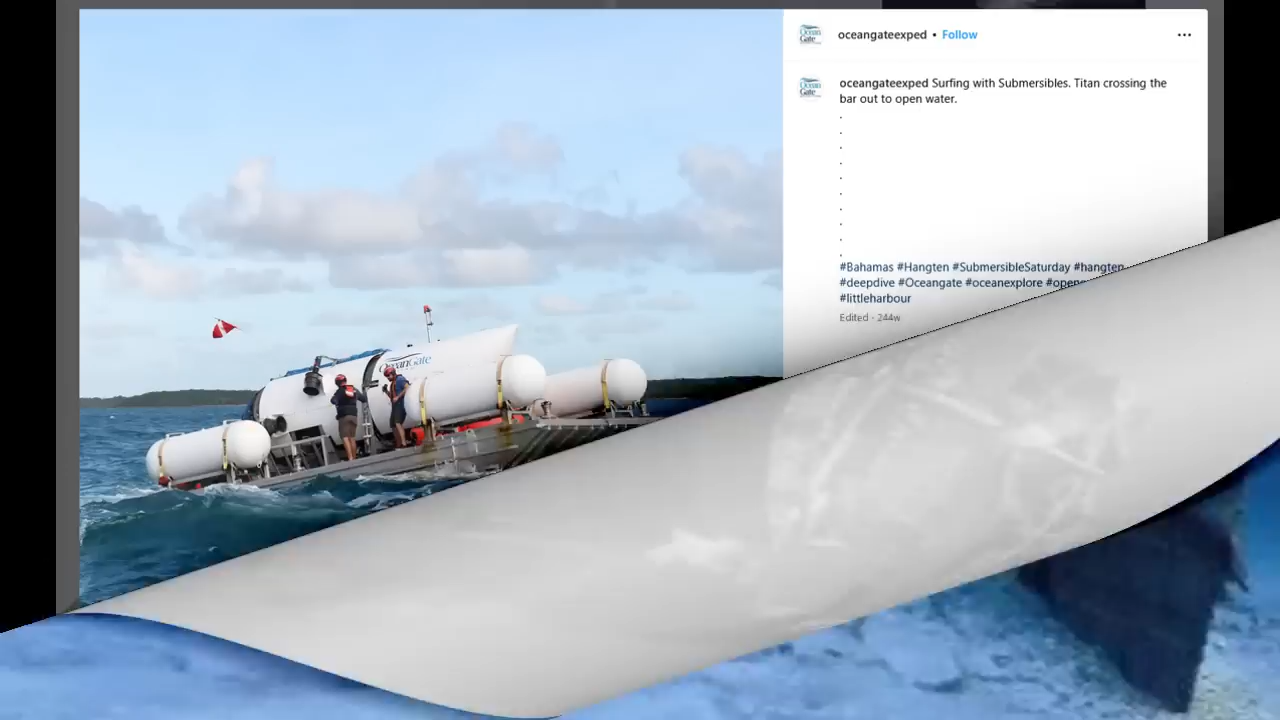 oceangateexped • Follow
oceangateexped Surfing with Submersibles. Titan crossing the
bar out to open water.
.
.
.
.
.
.
.
.
.
.
#Bahamas #Hangten #SubmersibleSaturday #hangten
#deepdive #Oceangate #oceanexplore
#littleharbour
Edited · 244w
OceanGate